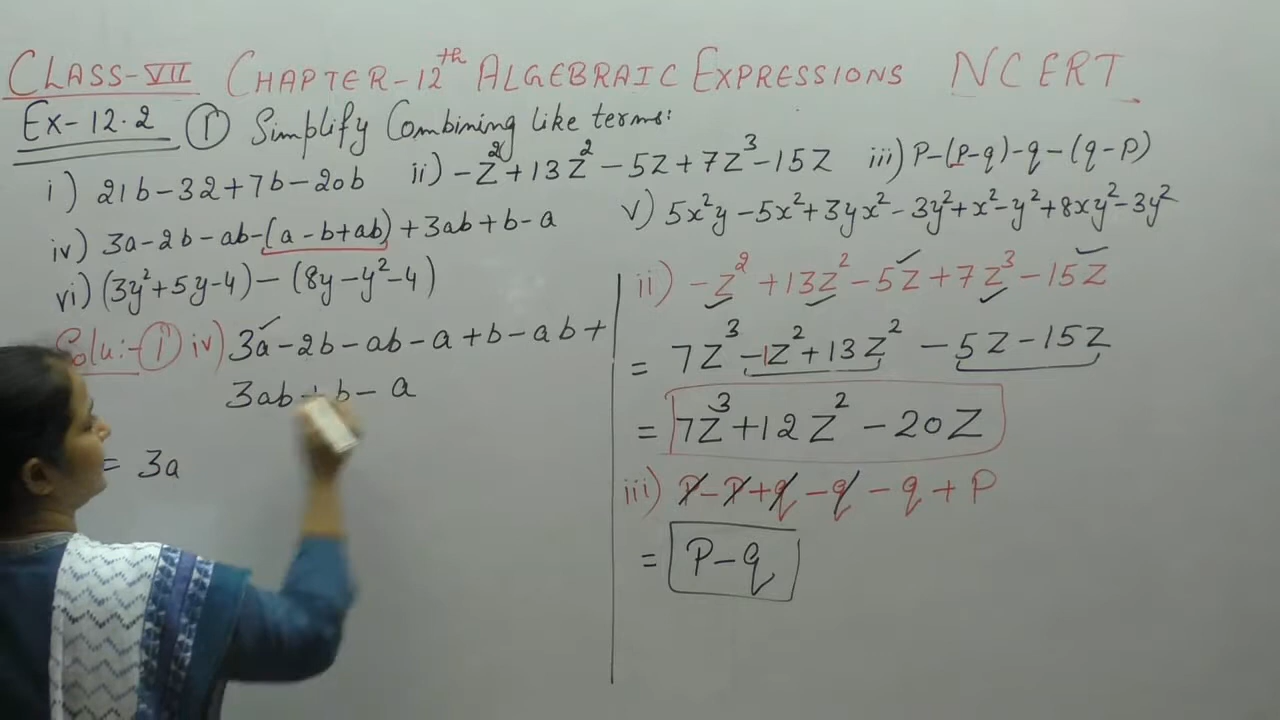 CLASS-VII CHAPTER-12th ALGEBRAIC EXPRESSIONS NCERT
Ex-12.2 ① Simplify Combining like terms:
i) 21b-32+7b-20b ii) -z²+13z²-5z+7z³-15z iii) P-(P-q)-q-(q-P)
iv) 3a-2b-ab-(a-b+ab)+3ab+b-a v) 5x²y-5x²+3yx²-3y²+x²-y²+8xy²-3y²
vi) (3y²+5y-4)-(8y-y²-4)
Solu:-① iv) 3a-2b-ab-a+b-ab+
3ab+b-a
= 3a
ii) -z²+13z²-5z+7z³-15z
= 7z³-1z²+13z²-5z-15z
= 7z³+12z²-20z
iii) P-P+q-q-q+P
= P-q